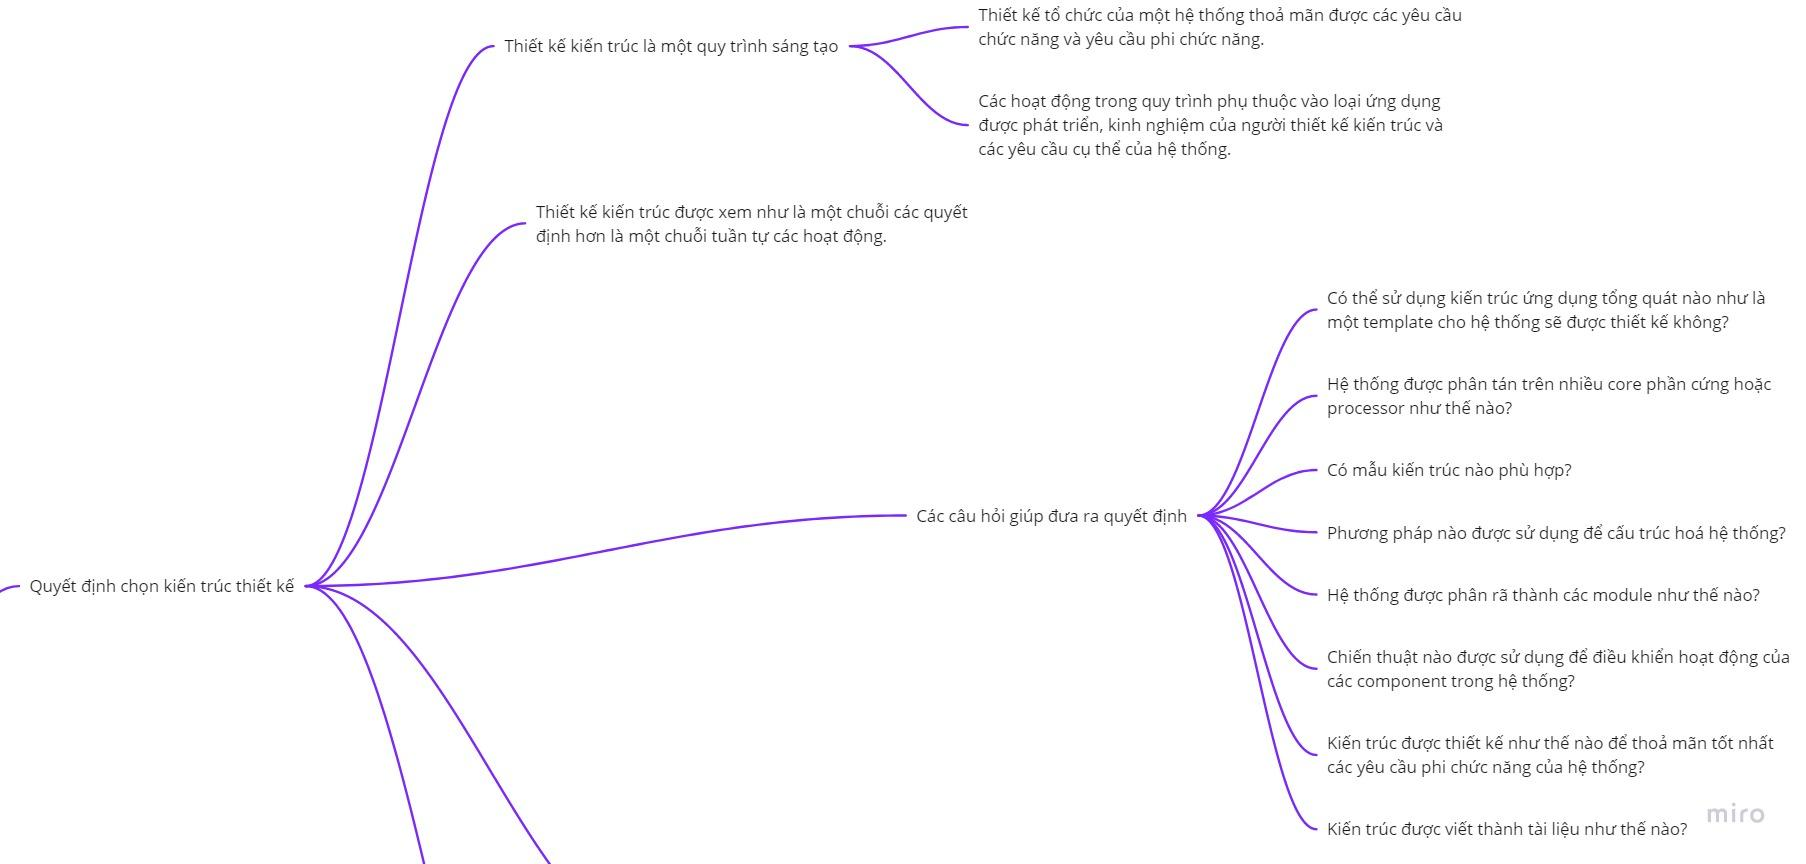 Thiết kế kiến trúc là một quy trình sáng tạo
Thiết kế tổ chức của một hệ thống thoả mãn được các yêu cầu
chức năng và yêu cầu phi chức năng.
Các hoạt động trong quy trình phụ thuộc vào loại ứng dụng
được phát triển, kinh nghiệm của người thiết kế kiến trúc và
các yêu cầu cụ thể của hệ thống.
Thiết kế kiến trúc được xem như là một chuỗi các quyết
định hơn là một chuỗi tuần tự các hoạt động.
Quyết định chọn kiến trúc thiết kế
Các câu hỏi giúp đưa ra quyết định
Có thể sử dụng kiến trúc ứng dụng tổng quát nào như là
một template cho hệ thống sẽ được thiết kế không?
Hệ thống được phân tán trên nhiều core phần cứng hoặc
processor như thế nào?
Có mẫu kiến trúc nào phù hợp?
Phương pháp nào được sử dụng để cấu trúc hoá hệ thống?
Hệ thống được phân rã thành các module như thế nào?
Chiến thuật nào được sử dụng để điều khiển hoạt động của
các component trong hệ thống?
Kiến trúc được thiết kế như thế nào để thoả mãn tốt nhất
các yêu cầu phi chức năng của hệ thống?
Kiến trúc được viết thành tài liệu như thế nào?
miro